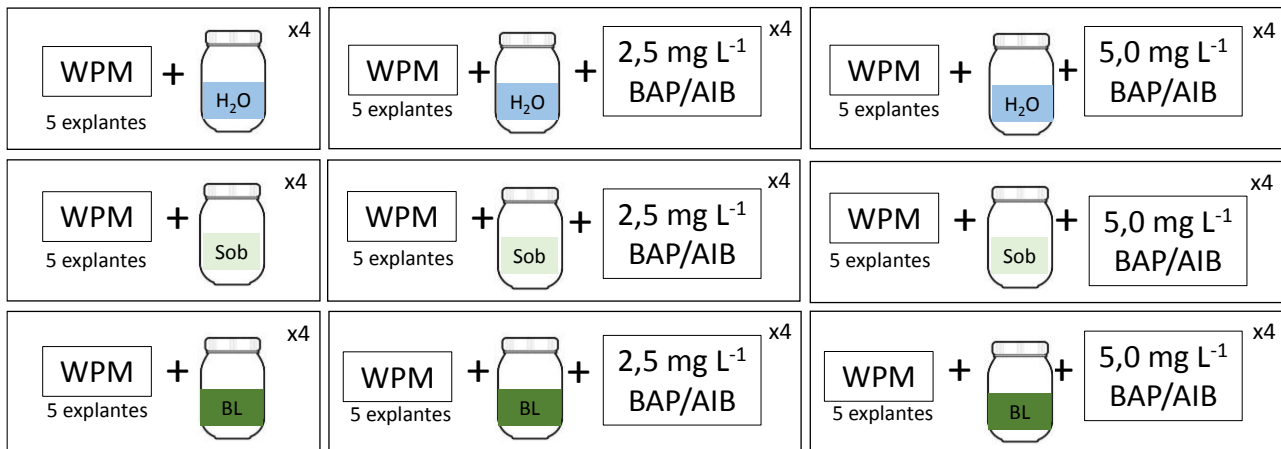 x4
WPM + H₂O
5 explantes
x4
WPM + H₂O + 2,5 mg L⁻¹
BAP/AIB
5 explantes
x4
WPM + H₂O + 5,0 mg L⁻¹
BAP/AIB
5 explantes
x4
WPM + Sob
5 explantes
x4
WPM + Sob + 2,5 mg L⁻¹
BAP/AIB
5 explantes
x4
WPM + Sob + 5,0 mg L⁻¹
BAP/AIB
5 explantes
x4
WPM + BL
5 explantes
x4
WPM + BL + 2,5 mg L⁻¹
BAP/AIB
5 explantes
x4
WPM + BL + 5,0 mg L⁻¹
BAP/AIB
5 explantes